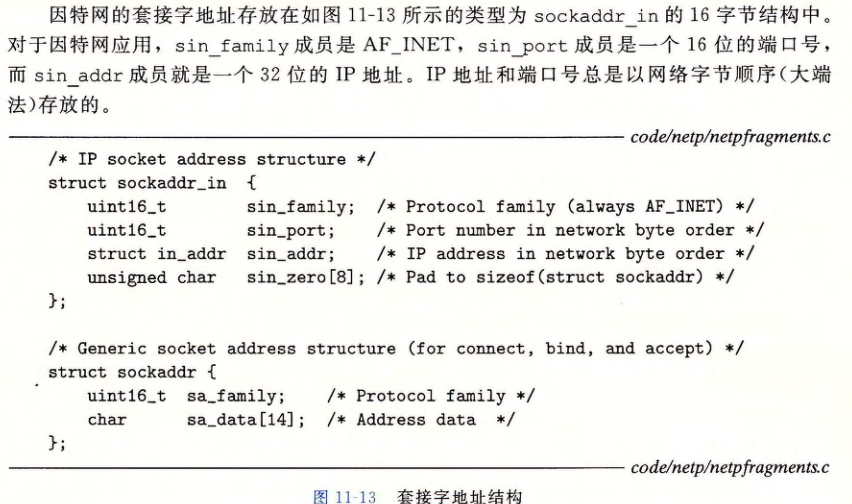 因特网的套接字地址存放在如图 11-13 所示的类型为 sockaddr_in 的 16 字节结构中。
对于因特网应用，sin_family 成员是 AF_INET，sin_port 成员是一个 16 位的端口号，
而 sin_addr 成员就是一个 32 位的 IP 地址。IP 地址和端口号总是以网络字节顺序(大端
法)存放的。
code/netp/netpfragments.c
/* IP socket address structure */
struct sockaddr_in  {
    uint16_t        sin_family;  /* Protocol family (always AF_INET) */
    uint16_t        sin_port;    /* Port number in network byte order */
    struct in_addr  sin_addr;    /* IP address in network byte order */
    unsigned char   sin_zero[8]; /* Pad to sizeof(struct sockaddr) */
};
/* Generic socket address structure (for connect, bind, and accept) */
struct sockaddr {
    uint16_t  sa_family;    /* Protocol family */
    char      sa_data[14];  /* Address data  */
};
code/netp/netpfragments.c
图 11-13  套接字地址结构